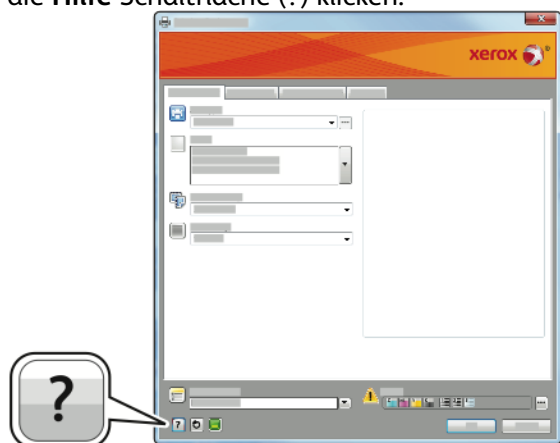 die Hilfe-Schaltfläche (?) klicken.
xerox
?
?